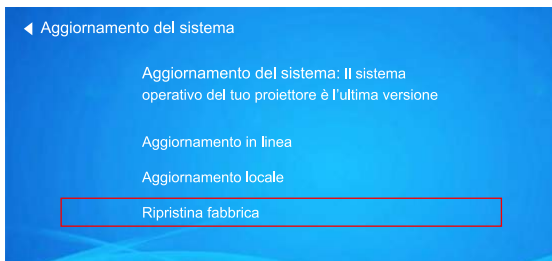 Aggiornamento del sistema
Aggiornamento del sistema: Il sistema
operativo del tuo proiettore è l'ultima versione
Aggiornamento in linea
Aggiornamento locale
Ripristina fabbrica